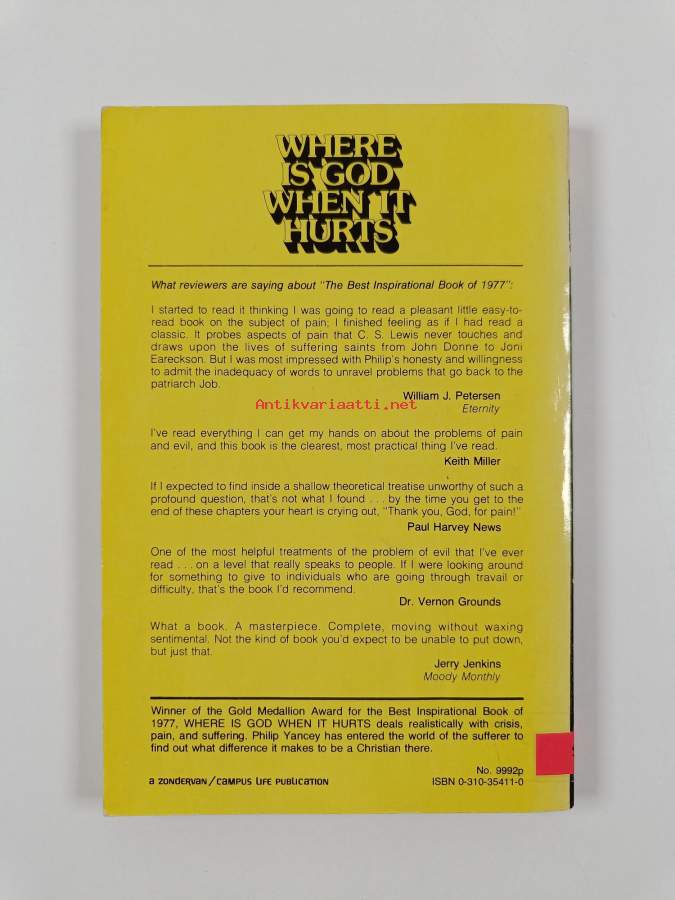 WHERE
IS GOD
WHEN IT
HURTS
What reviewers are saying about "The Best Inspirational Book of 1977":
I started to read it thinking I was going to read a pleasant little easy-to-
read book on the subject of pain; I finished feeling as if I had read a
classic. It probes aspects of pain that C. S. Lewis never touches and
draws upon the lives of suffering saints from John Donne to Joni
Eareckson. But I was most impressed with Philip's honesty and willingness
to admit the inadequacy of words to unravel problems that go back to the
patriarch Job.
William J. Petersen
Antikvariaatti.net
Eternity
I've read everything I can get my hands on about the problems of pain
and evil, and this book is the clearest, most practical thing I've read.
Keith Miller
If I expected to find inside a shallow theoretical treatise unworthy of such a
profound question, that's not what I found . . . by the time you get to the
end of these chapters your heart is crying out, "Thank you, God, for pain!"
Paul Harvey News
One of the most helpful treatments of the problem of evil that I've ever
read . . . on a level that really speaks to people. If I were looking around
for something to give to individuals who are going through travail or
difficulty, that's the book I'd recommend.
Dr. Vernon Grounds
What a book. A masterpiece. Complete, moving without waxing
sentimental. Not the kind of book you'd expect to be unable to put down,
but just that.
Jerry Jenkins
Moody Monthly
Winner of the Gold Medallion Award for the Best Inspirational Book of
1977, WHERE IS GOD WHEN IT HURTS deals realistically with crisis,
pain, and suffering. Philip Yancey has entered the world of the sufferer to
find out what difference it makes to be a Christian there.
No. 9992p
a ZONDERVAN/CAMPUS LIFE PUBLICATION
ISBN 0-310-35411-0